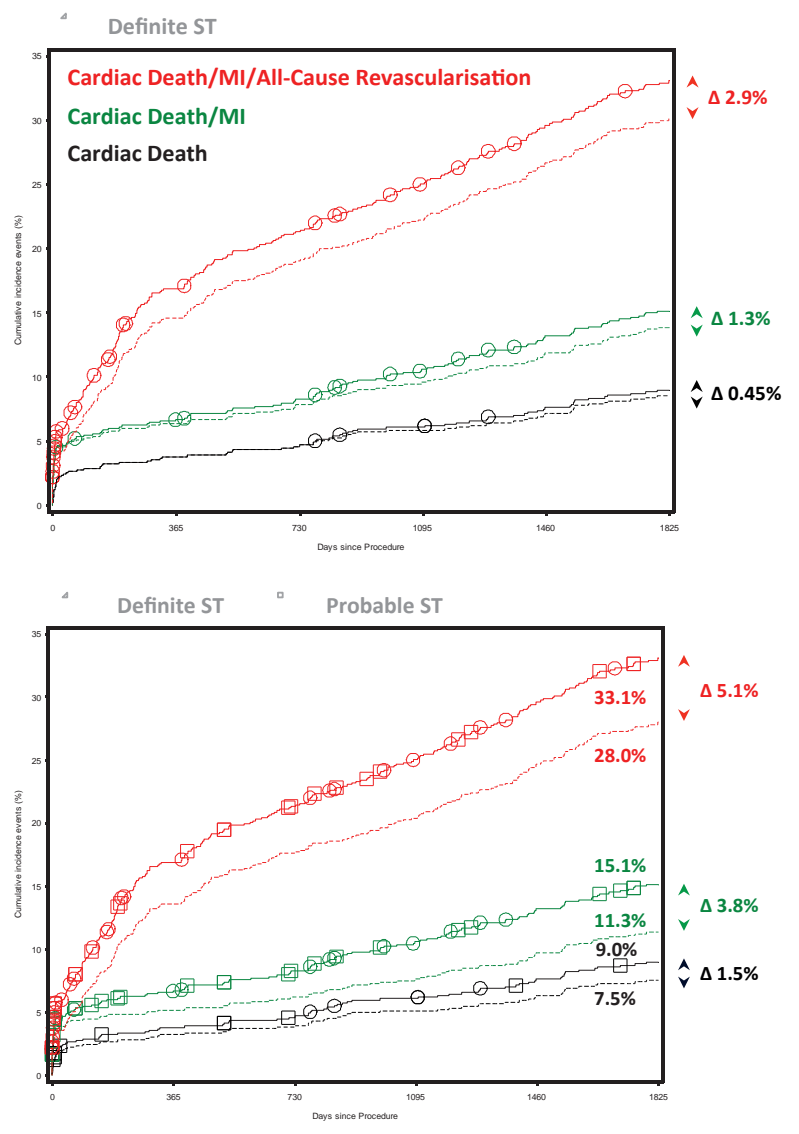 Definite ST
35
30
25
20
15
10
5
0
Cumulative incidence events (%)
Cardiac Death/MI/All-Cause Revascularisation
Cardiac Death/MI
Cardiac Death
Δ 2.9%
Δ 1.3%
Δ 0.45%
0 365 730 1095 1460 1825
Days since Procedure
Definite ST Probable ST
35
30
25
20
15
10
5
0
Cumulative incidence events (%)
33.1%
28.0%
15.1%
11.3%
9.0%
7.5%
Δ 5.1%
Δ 3.8%
Δ 1.5%
0 365 730 1095 1460 1825
Days since Procedure